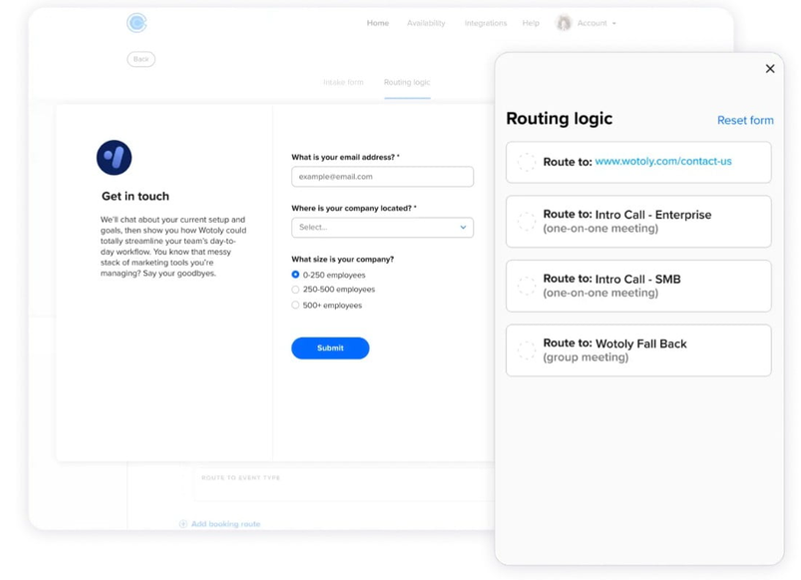 Home Availability Integrations Help Account
Back
Intake form Routing logic
Get in touch
We'll chat about your current setup and
goals, then show you how Wotoly could
totally streamline your team's day-to-
day workflow. You know that messy
stack of marketing tools you're
managing? Say your goodbyes.
What is your email address? *
example@email.com
Where is your company located? *
Select...
What size is your company?
0-250 employees
250-500 employees
500+ employees
Submit
ROUTE TO EVENT TYPE
Add booking route
Routing logic
Reset form
Route to: www.wotoly.com/contact-us
Route to: Intro Call - Enterprise
(one-on-one meeting)
Route to: Intro Call - SMB
(one-on-one meeting)
Route to: Wotoly Fall Back
(group meeting)